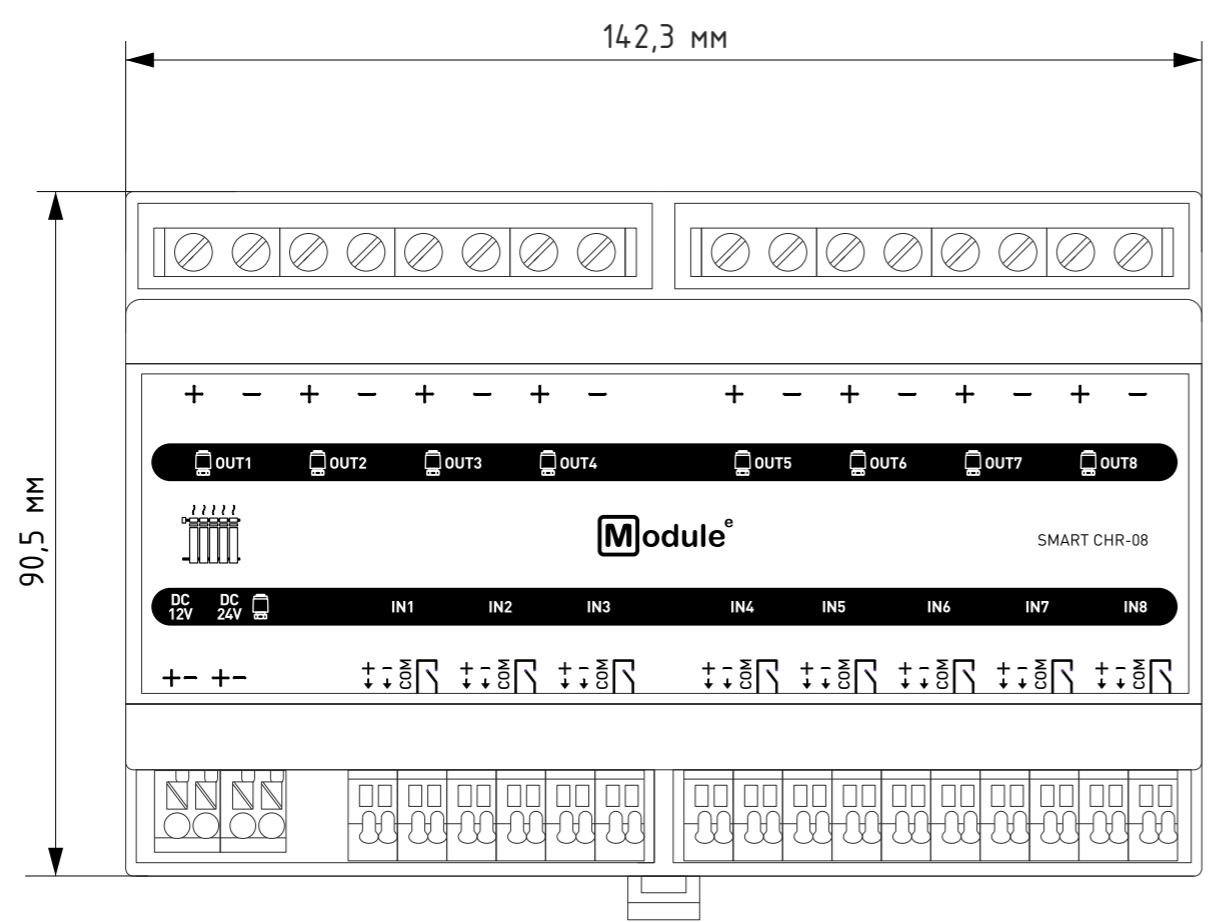 142,3 мм
90,5 мм
+ − + − + − + − + − + − + − + −
OUT1 OUT2 OUT3 OUT4 OUT5 OUT6 OUT7 OUT8
Module e
SMART CHR-08
DC 12V DC 24V IN1 IN2 IN3 IN4 IN5 IN6 IN7 IN8
+− +− + − COM + − COM + − COM + − COM + − COM + − COM + − COM + − COM